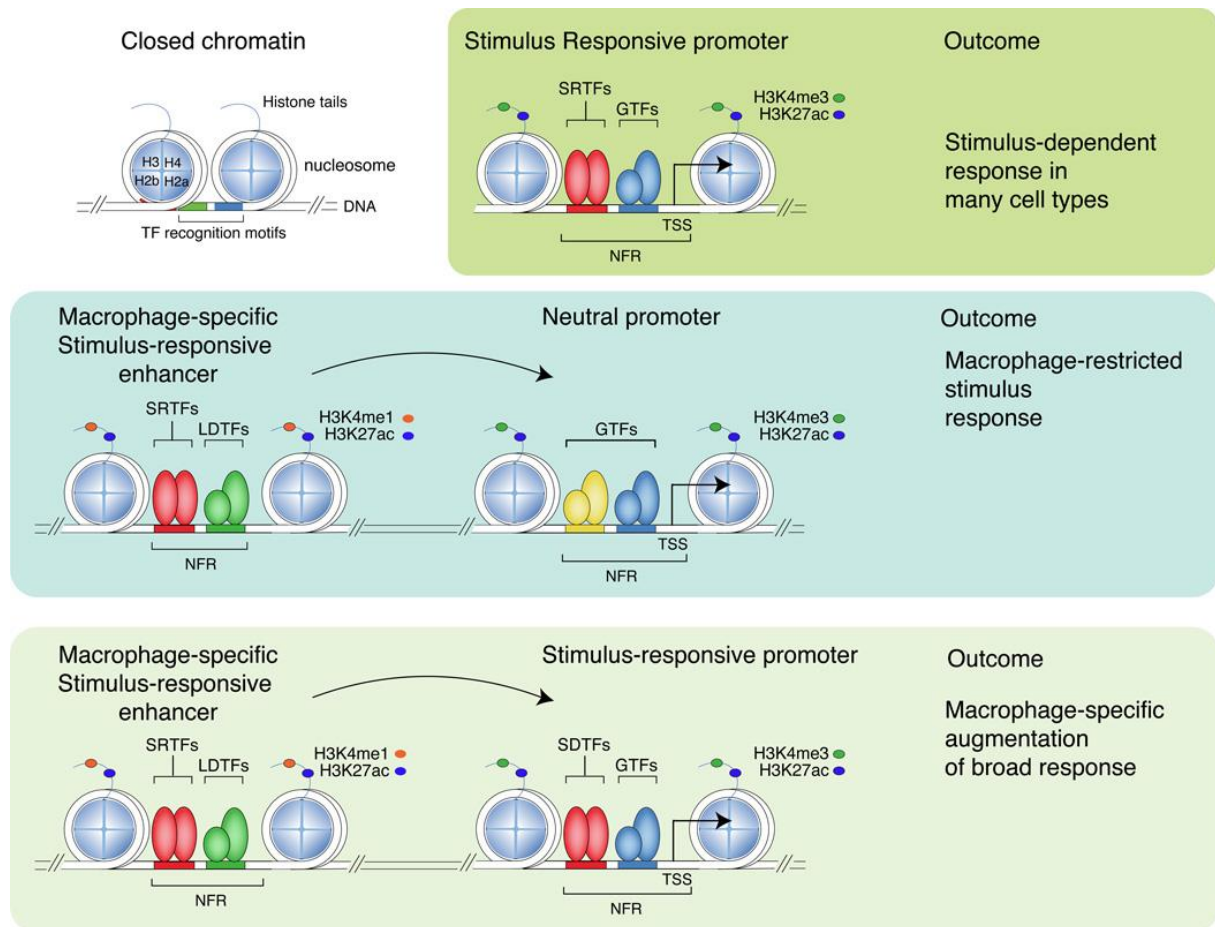 Closed chromatin
Histone tails
H3 H4
H2b H2a
nucleosome
DNA
TF recognition motifs
Stimulus Responsive promoter
SRTFs
GTFs
H3K4me3
H3K27ac
TSS
NFR
Outcome
Stimulus-dependent
response in
many cell types
Macrophage-specific
Stimulus-responsive
enhancer
SRTFs
LDTFs
H3K4me1
H3K27ac
NFR
Neutral promoter
GTFs
H3K4me3
H3K27ac
TSS
NFR
Outcome
Macrophage-restricted
stimulus
response
Macrophage-specific
Stimulus-responsive
enhancer
SRTFs
LDTFs
H3K4me1
H3K27ac
NFR
Stimulus-responsive promoter
SDTFs
GTFs
H3K4me3
H3K27ac
TSS
NFR
Outcome
Macrophage-specific
augmentation
of broad response